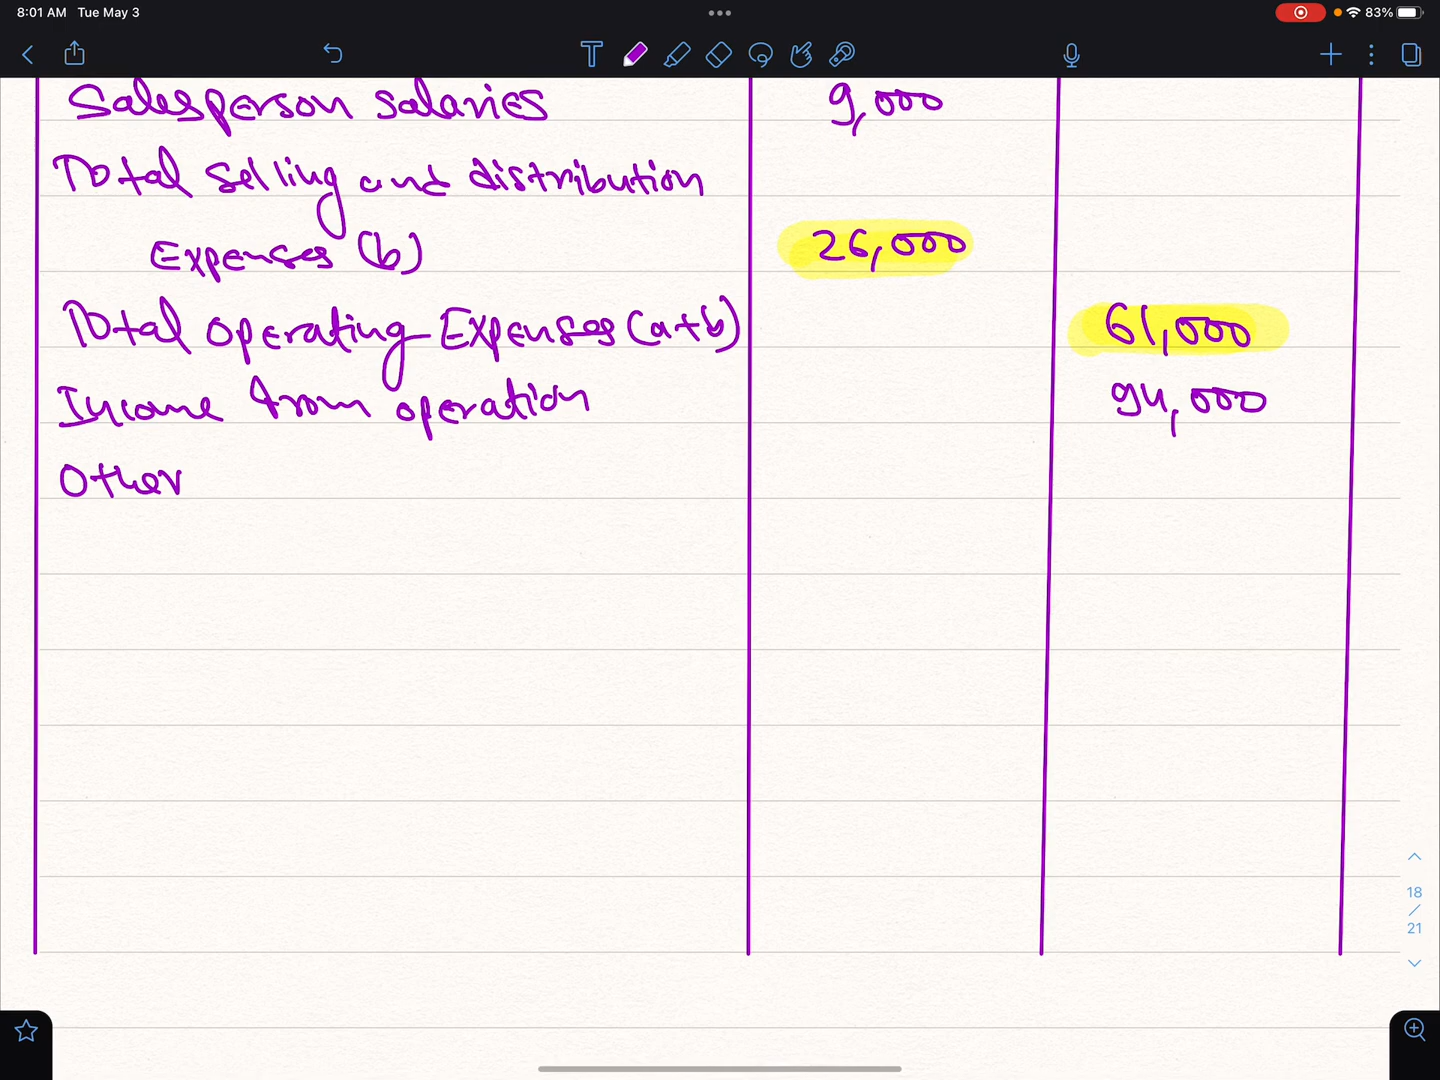 8:01 AM Tue May 3
83%
T
Salesperson salaries 9,000
Total selling and distribution
Expenses (b) 26,000
Total operating Expenses (a+b) 61,000
Income from operation 94,000
Other
18
/
21